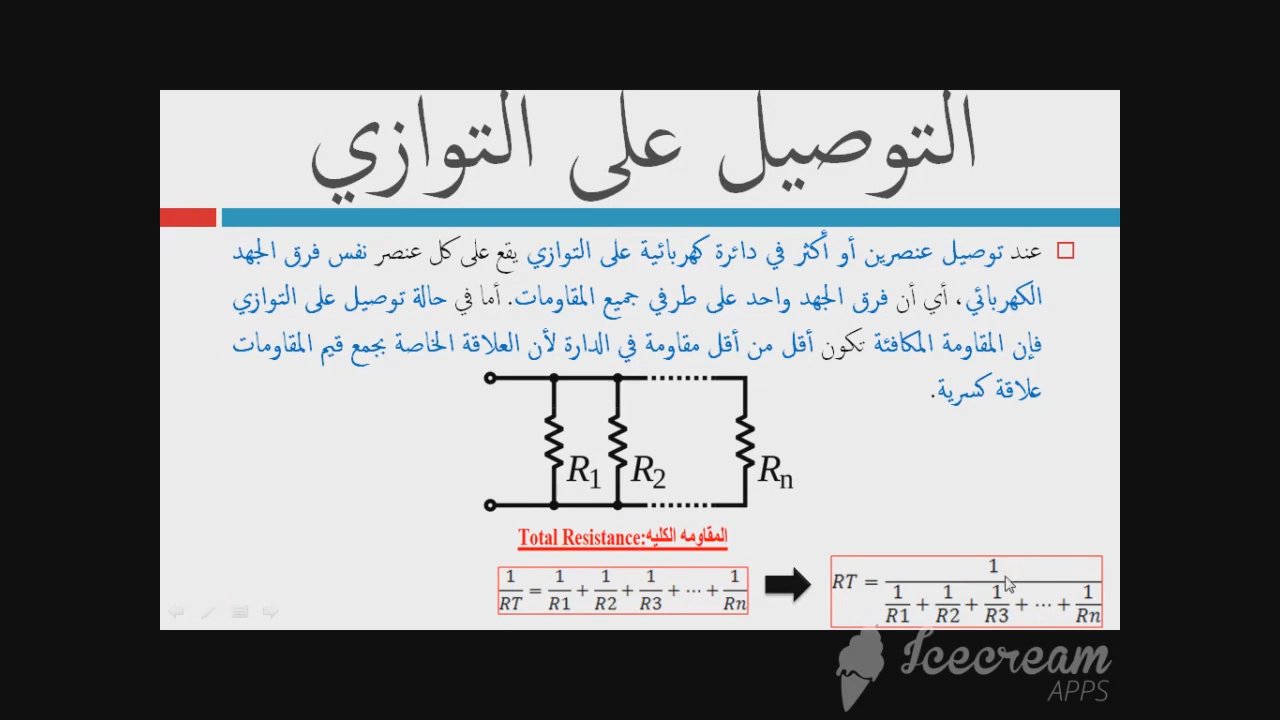 التوصيل على التوازي
عند توصيل عنصرين أو أكثر في دائرة كهربائية على التوازي يقع على كل عنصر نفس فرق الجهد
الكهربائي، أي أن فرق الجهد واحد على طرفي جميع المقاومات. أما في حالة توصيل على التوازي
فإن المقاومة المكافئة تكون أقل من أقل مقاومة في الدارة لأن العلاقة الخاصة بجمع قيم المقاومات
علاقة كسرية.
R1 R2 Rn
Total Resistance:المقاومه الكليه
1/RT = 1/R1 + 1/R2 + 1/R3 + ⋯ + 1/Rn
RT = 1/(1/R1 + 1/R2 + 1/R3 + ⋯ + 1/Rn)
Icecream
APPS